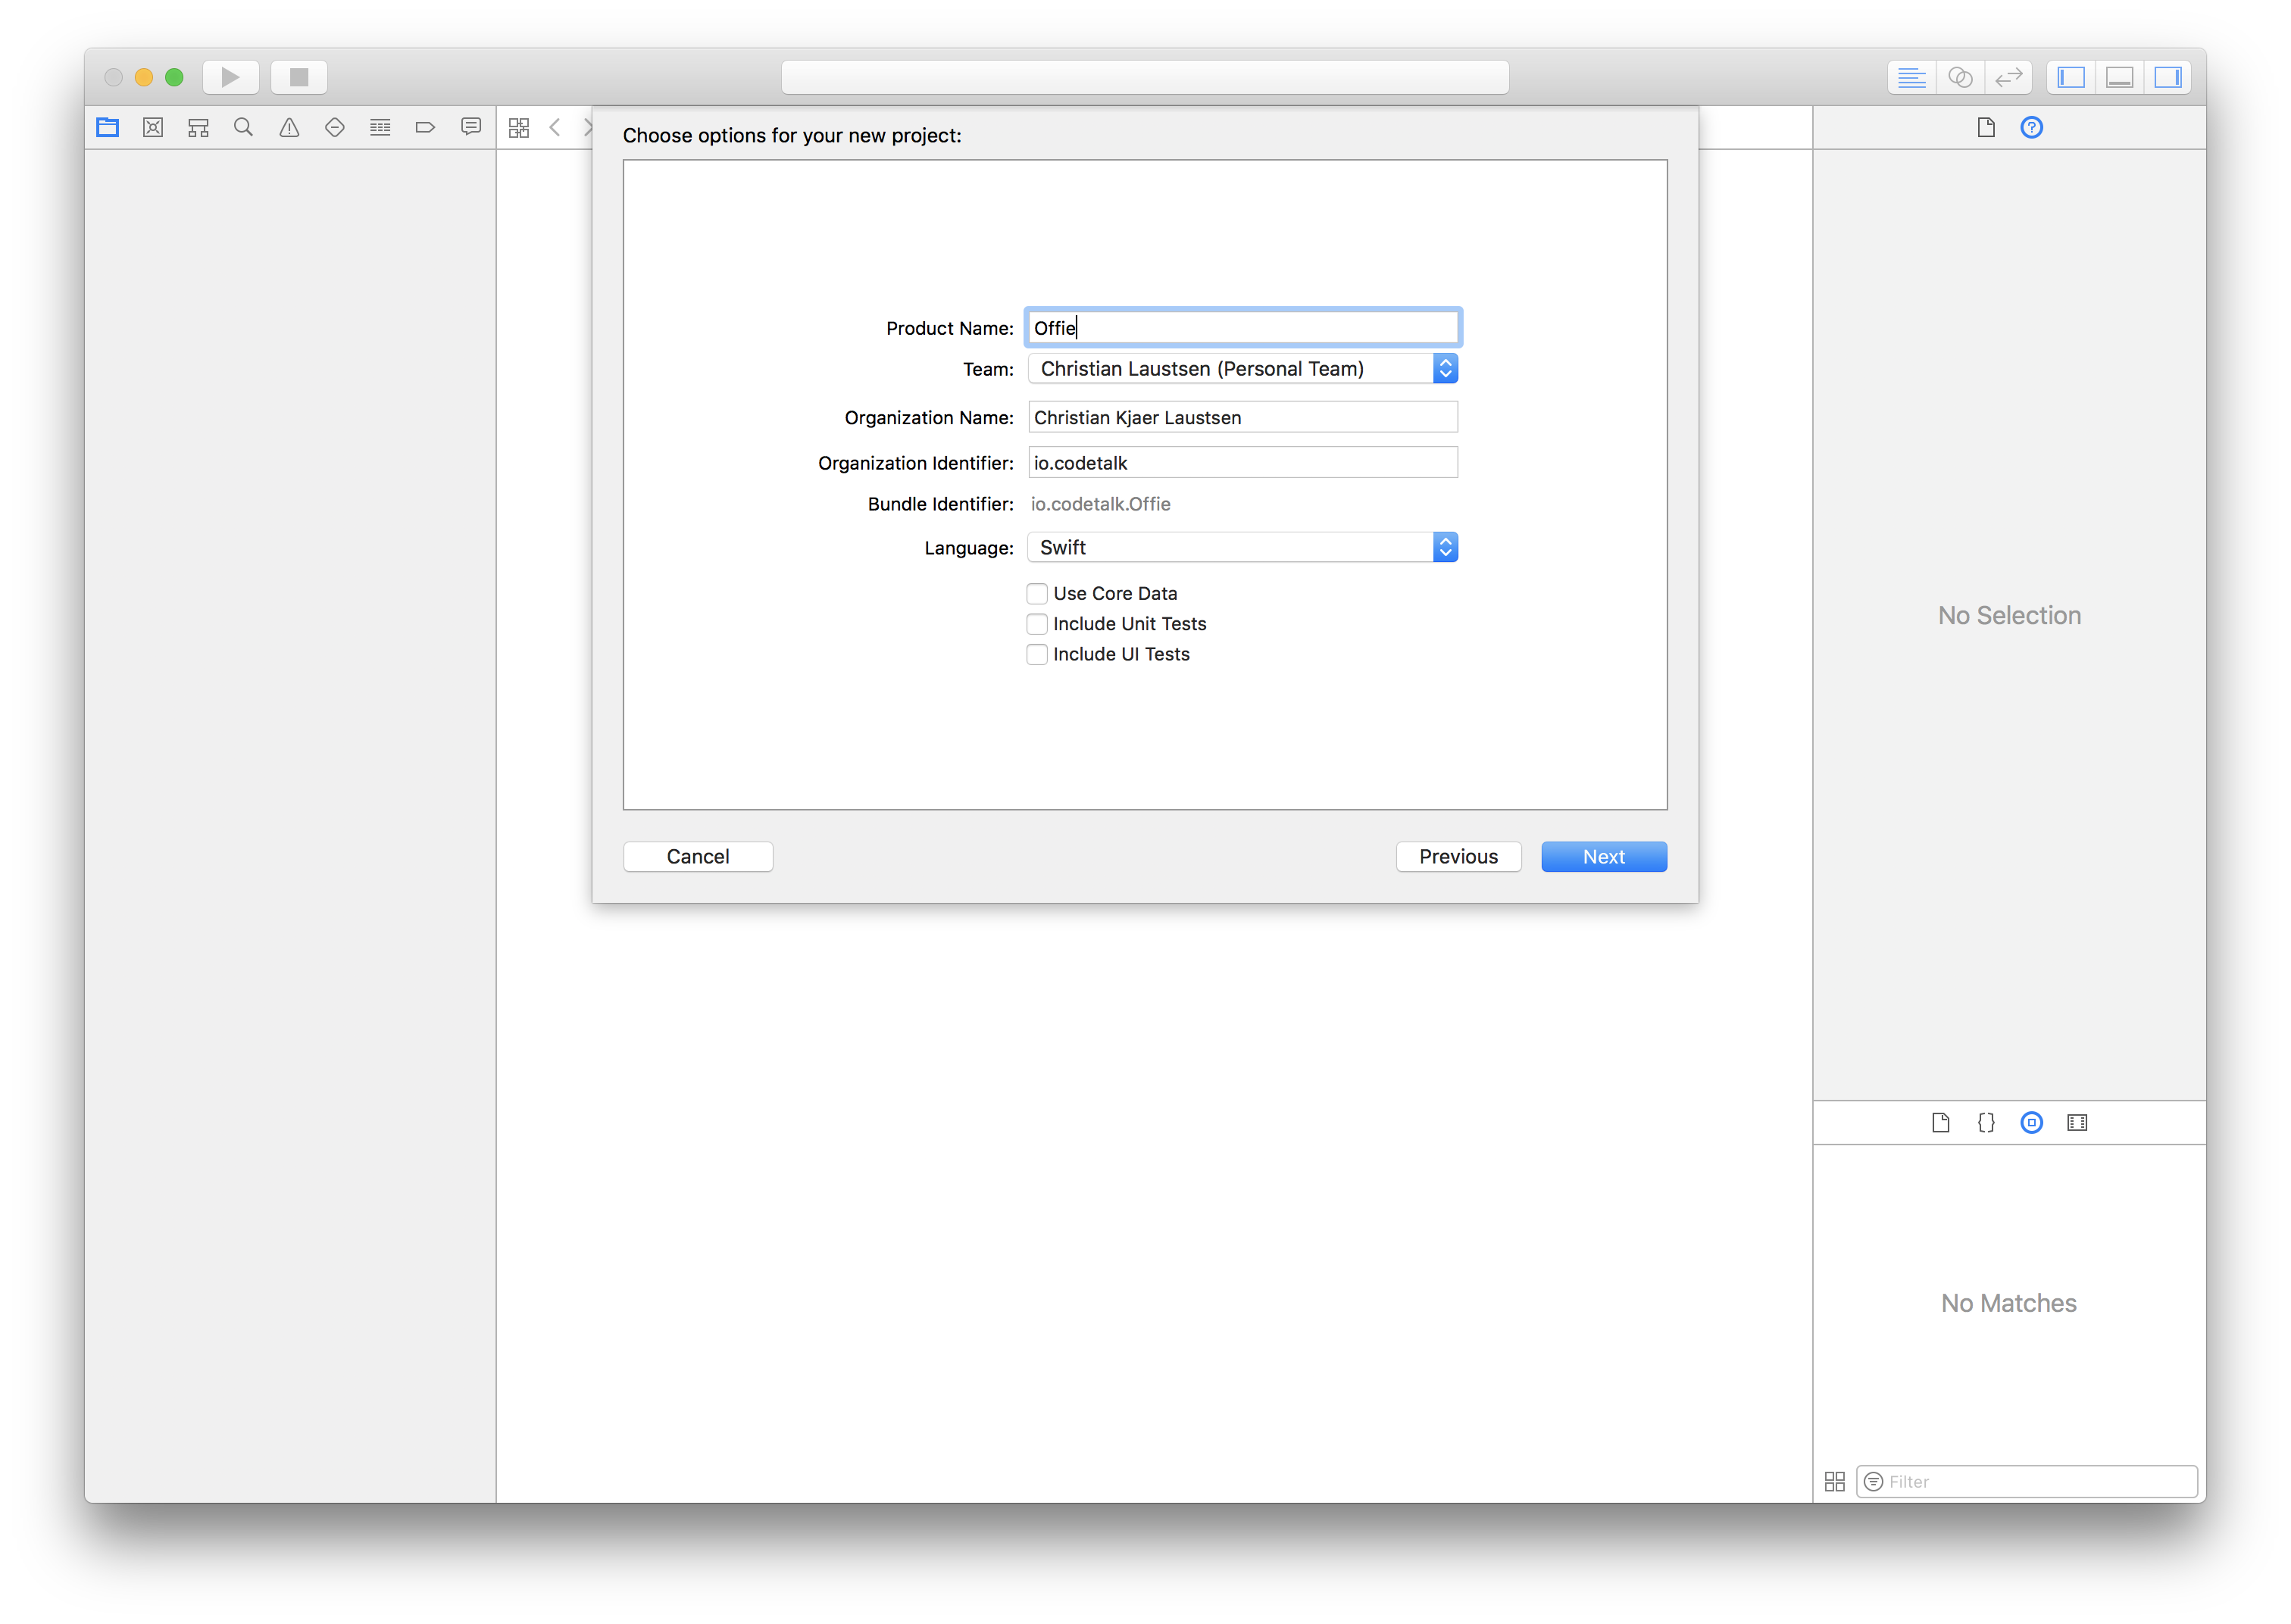 Choose options for your new project:
Product Name: Offie
Team: Christian Laustsen (Personal Team)
Organization Name: Christian Kjaer Laustsen
Organization Identifier: io.codetalk
Bundle Identifier: io.codetalk.Offie
Language: Swift
Use Core Data
Include Unit Tests
Include UI Tests
Cancel Previous Next
No Selection
No Matches
Filter